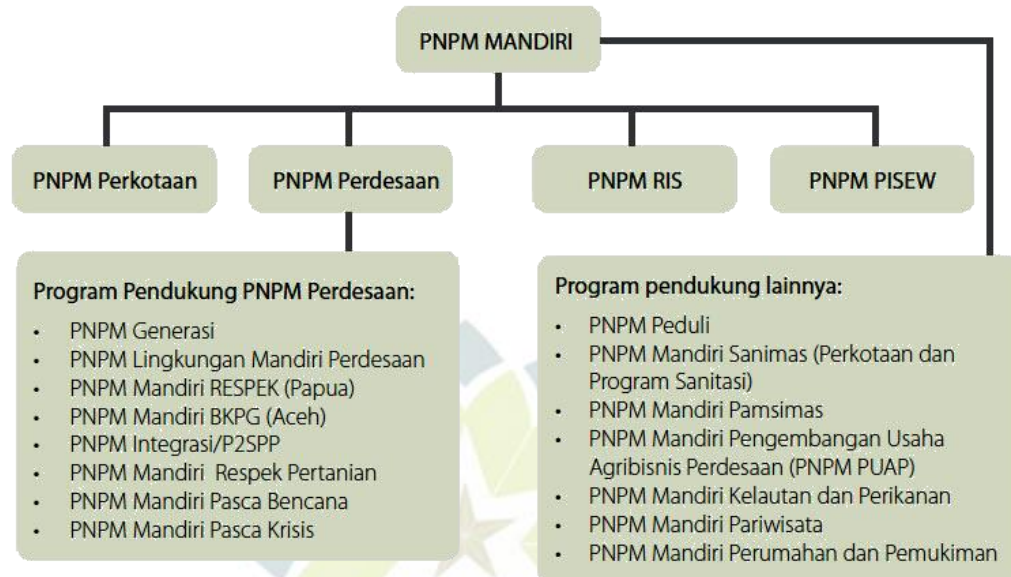 PNPM MANDIRI
PNPM Perkotaan
PNPM Perdesaan
PNPM RIS
PNPM PISEW
Program Pendukung PNPM Perdesaan:
• PNPM Generasi
• PNPM Lingkungan Mandiri Perdesaan
• PNPM Mandiri RESPEK (Papua)
• PNPM Mandiri BKPG (Aceh)
• PNPM Integrasi/P2SPP
• PNPM Mandiri Respek Pertanian
• PNPM Mandiri Pasca Bencana
• PNPM Mandiri Pasca Krisis
Program pendukung lainnya:
• PNPM Peduli
• PNPM Mandiri Sanimas (Perkotaan dan
Program Sanitasi)
• PNPM Mandiri Pamsimas
• PNPM Mandiri Pengembangan Usaha
Agribisnis Perdesaan (PNPM PUAP)
• PNPM Mandiri Kelautan dan Perikanan
• PNPM Mandiri Pariwisata
• PNPM Mandiri Perumahan dan Pemukiman